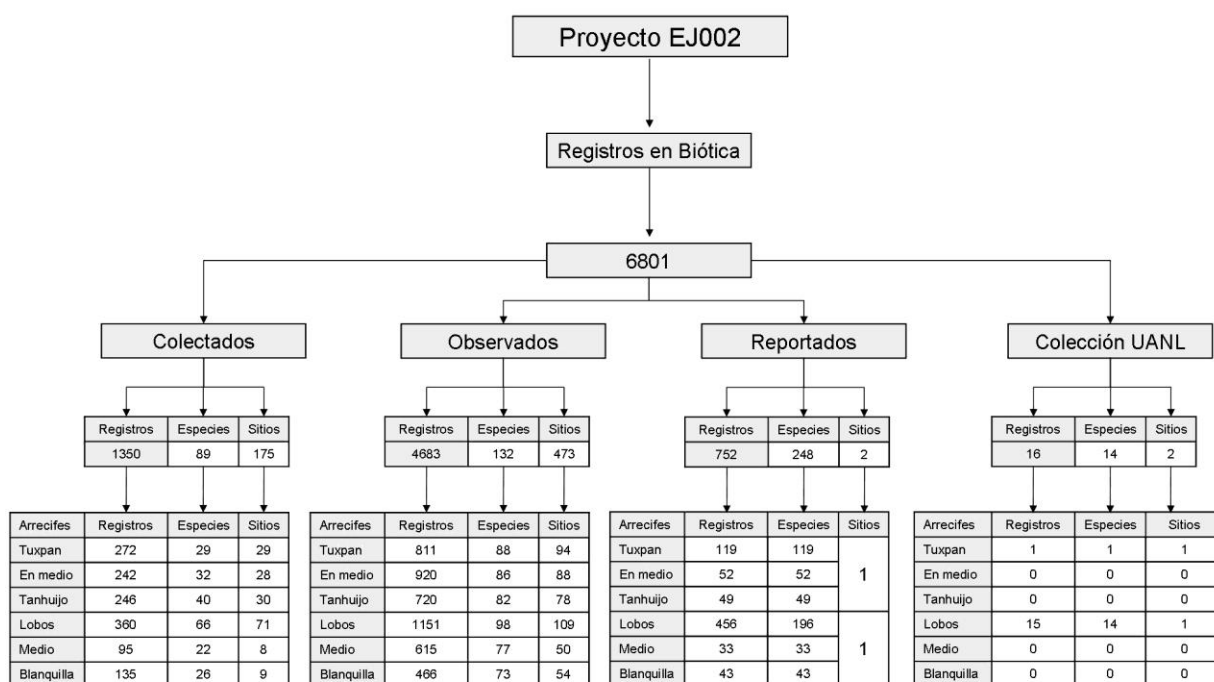 Proyecto EJ002
Registros en Biótica
6801
Colectados
Registros Especies Sitios
1350 89 175
Arrecifes Registros Especies Sitios
Tuxpan 272 29 29
En medio 242 32 28
Tanhuijo 246 40 30
Lobos 360 66 71
Medio 95 22 8
Blanquilla 135 26 9
Observados
Registros Especies Sitios
4683 132 473
Arrecifes Registros Especies Sitios
Tuxpan 811 88 94
En medio 920 86 88
Tanhuijo 720 82 78
Lobos 1151 98 109
Medio 615 77 50
Blanquilla 466 73 54
Reportados
Registros Especies Sitios
752 248 2
Arrecifes Registros Especies Sitios
Tuxpan 119 119
En medio 52 52 1
Tanhuijo 49 49
Lobos 456 196
Medio 33 33 1
Blanquilla 43 43
Colección UANL
Registros Especies Sitios
16 14 2
Arrecifes Registros Especies Sitios
Tuxpan 1 1 1
En medio 0 0 0
Tanhuijo 0 0 0
Lobos 15 14 1
Medio 0 0 0
Blanquilla 0 0 0